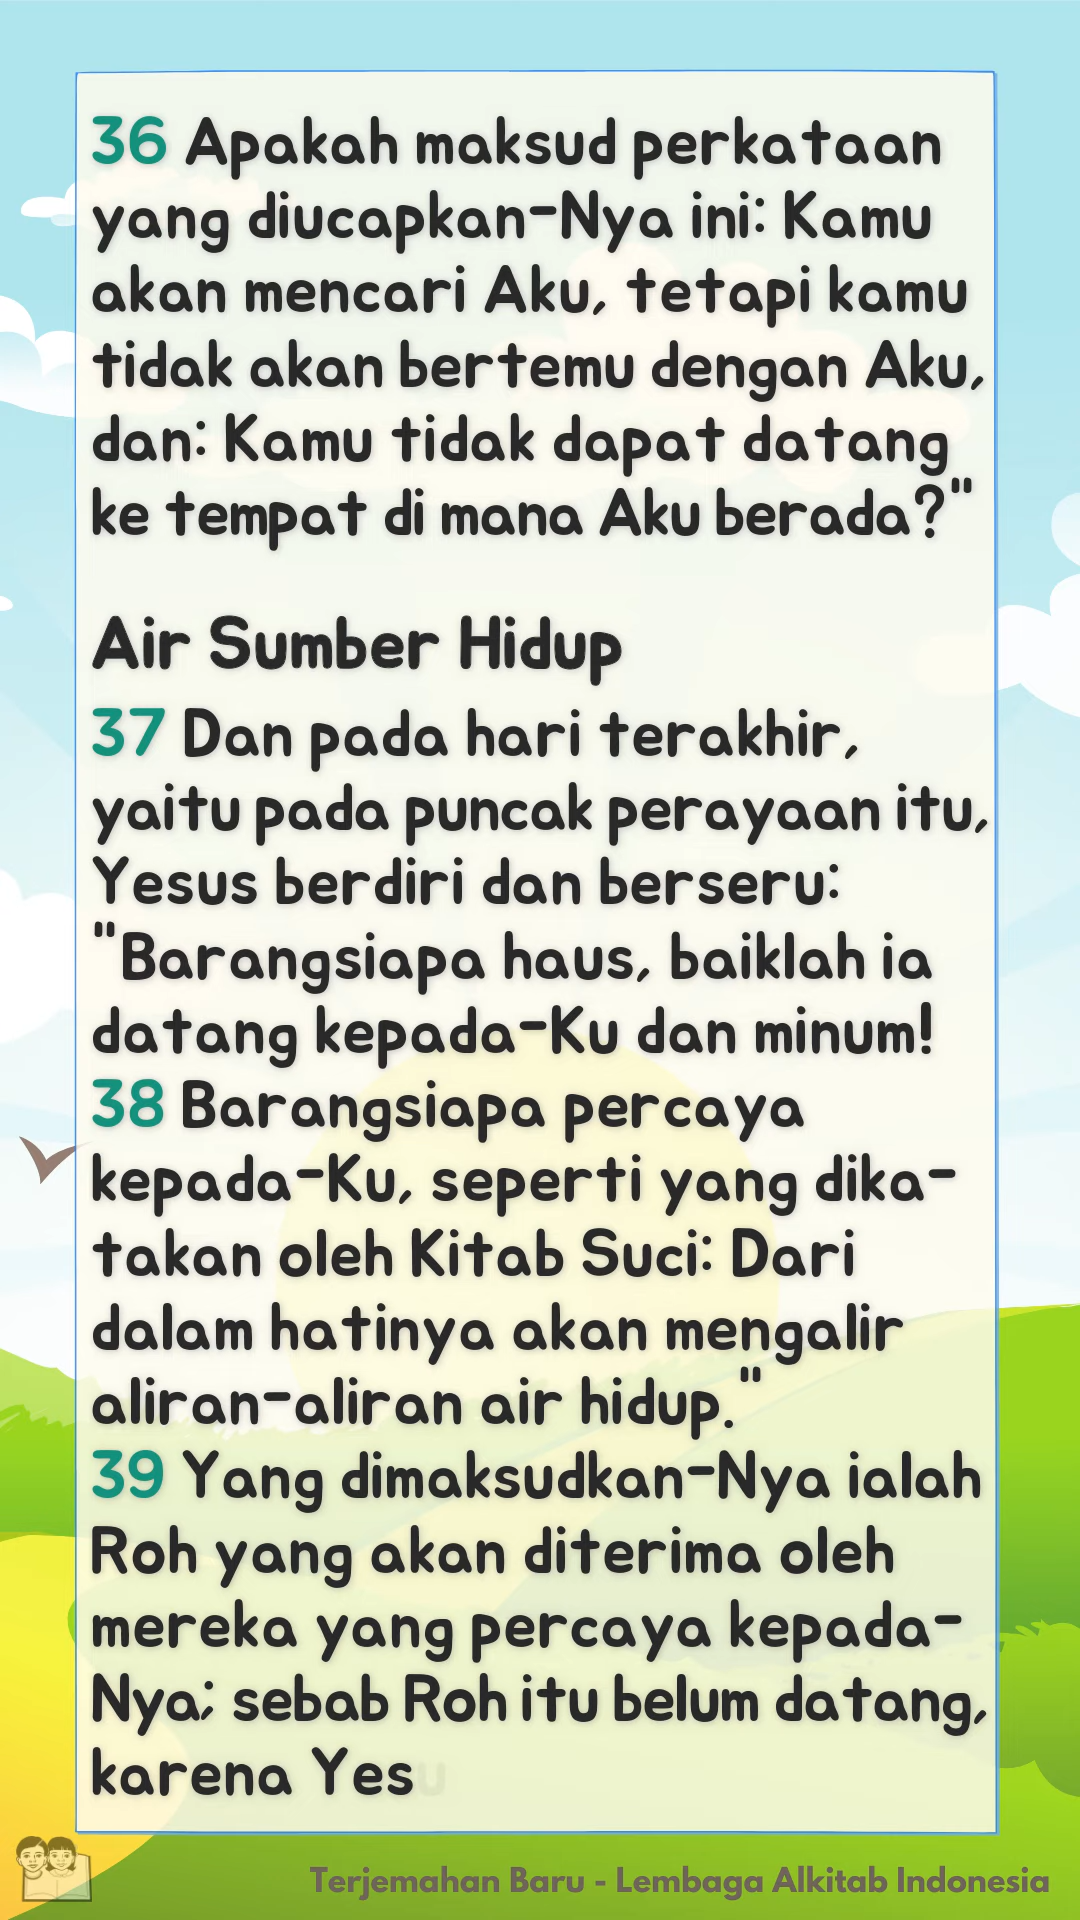 36 Apakah maksud perkataan
yang diucapkan-Nya ini: Kamu
akan mencari Aku, tetapi kamu
tidak akan bertemu dengan Aku,
dan: Kamu tidak dapat datang
ke tempat di mana Aku berada?"
Air Sumber Hidup
37 Dan pada hari terakhir,
yaitu pada puncak perayaan itu,
Yesus berdiri dan berseru:
"Barangsiapa haus, baiklah ia
datang kepada-Ku dan minum!
38 Barangsiapa percaya
kepada-Ku, seperti yang dika-
takan oleh Kitab Suci: Dari
dalam hatinya akan mengalir
aliran-aliran air hidup."
39 Yang dimaksudkan-Nya ialah
Roh yang akan diterima oleh
mereka yang percaya kepada-
Nya; sebab Roh itu belum datang,
karena Yesu
Terjemahan Baru - Lembaga Alkitab Indonesia